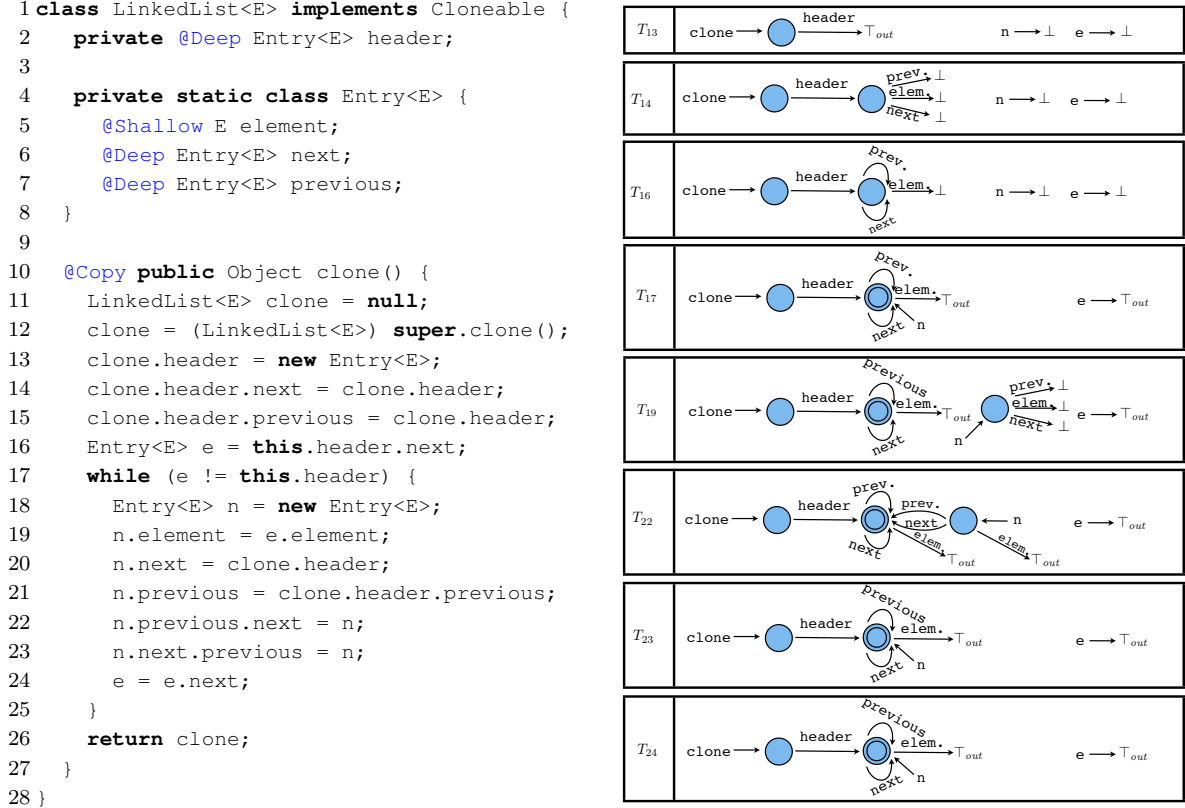 1 class LinkedList<E> implements Cloneable {
2 private @Deep Entry<E> header;
3
4 private static class Entry<E> {
5 @Shallow E element;
6 @Deep Entry<E> next;
7 @Deep Entry<E> previous;
8 }
9
10 @Copy public Object clone() {
11 LinkedList<E> clone = null;
12 clone = (LinkedList<E>) super.clone();
13 clone.header = new Entry<E>;
14 clone.header.next = clone.header;
15 clone.header.previous = clone.header;
16 Entry<E> e = this.header.next;
17 while (e != this.header) {
18 Entry<E> n = new Entry<E>;
19 n.element = e.element;
20 n.next = clone.header;
21 n.previous = clone.header.previous;
22 n.previous.next = n;
23 n.next.previous = n;
24 e = e.next;
25 }
26 return clone;
27 }
28 }
T13 clone header ⊤out n ⊥ e ⊥
T14 clone header prev. ⊥
elem. ⊥ n ⊥ e ⊥
next ⊥
T16 clone header prev.
elem. ⊥ n ⊥ e ⊥
next
T17 clone header prev.
elem. ⊤out e ⊤out
next n
T19 clone header previous
elem. ⊤out prev. ⊥
elem. ⊥ e ⊤out
next n next ⊥
T22 clone header prev. prev.
next n e ⊤out
next elem. ⊤out elem. ⊤out
T23 clone header previous
elem. ⊤out e ⊤out
next n
T24 clone header previous
elem. ⊤out e ⊤out
next n